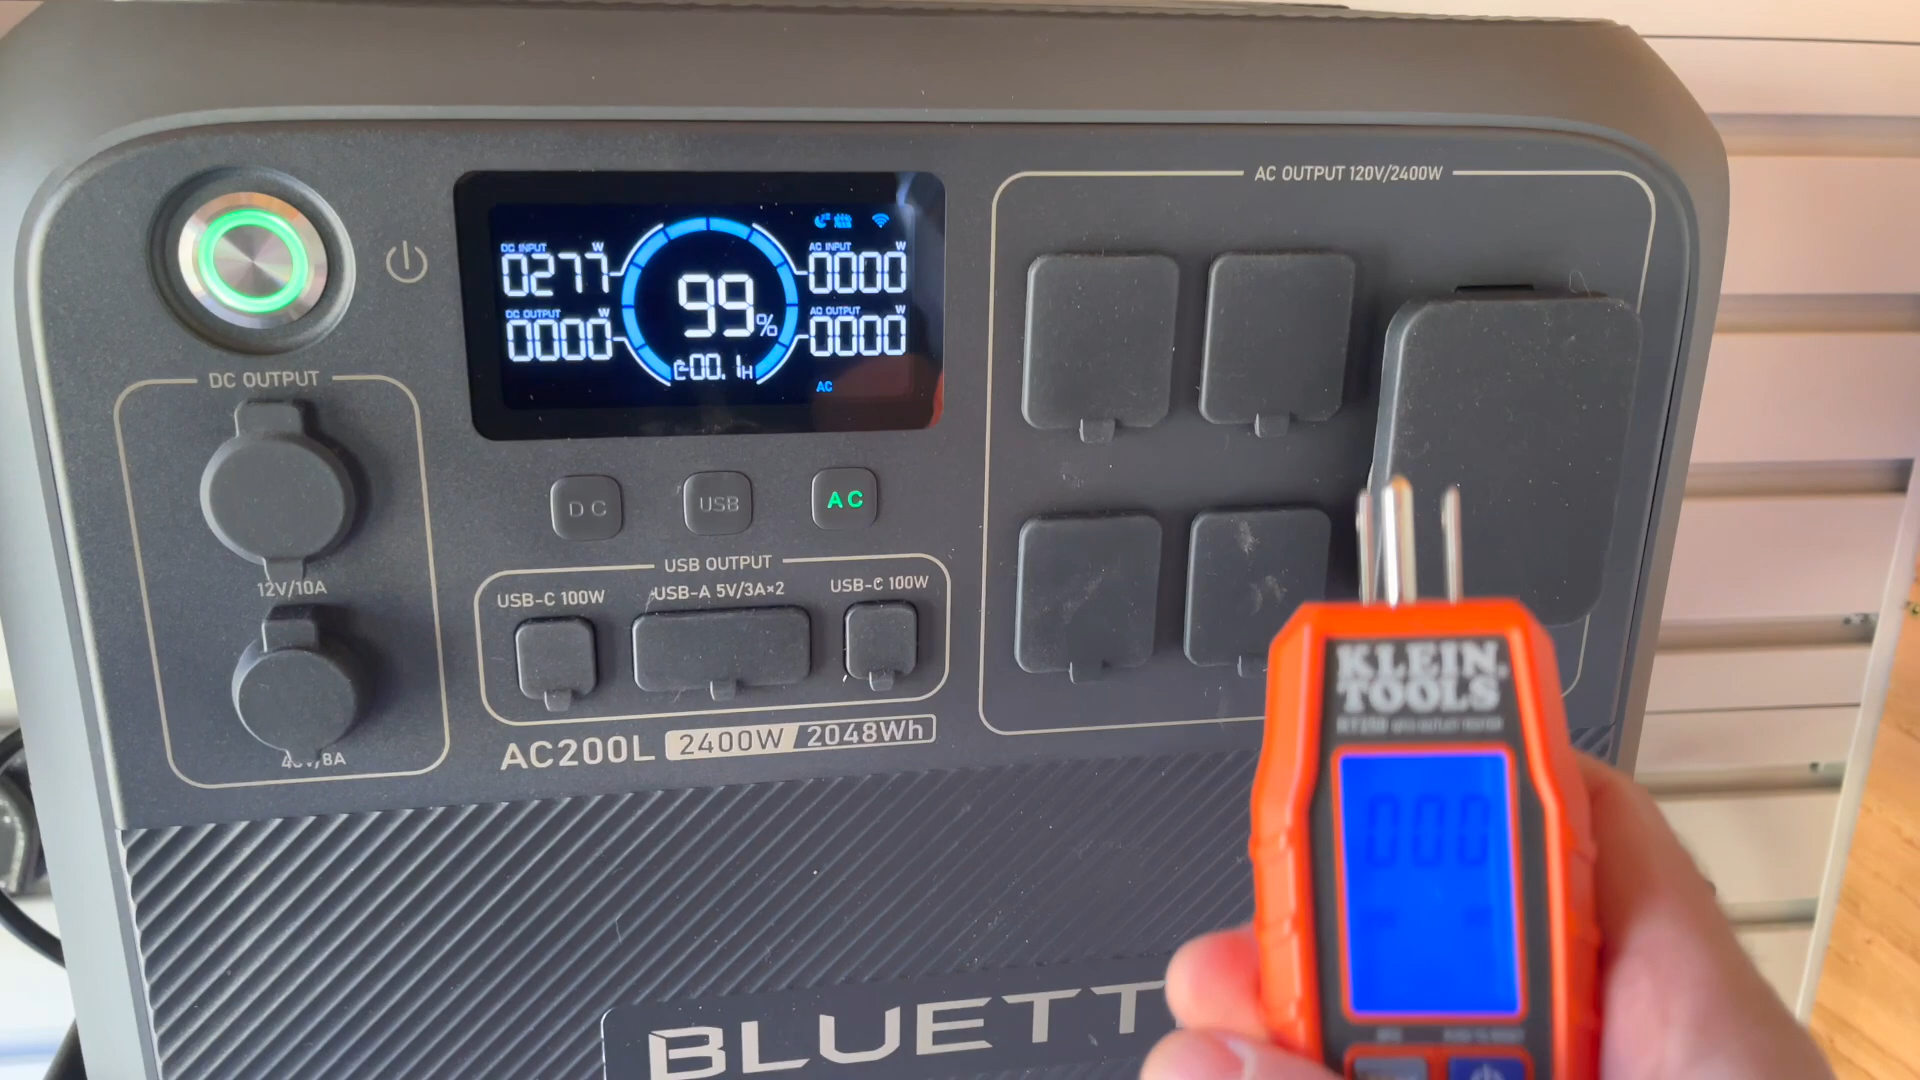 AC OUTPUT 120V/2400W
DC INPUT
0277 W
99%
00.1H
AC INPUT
0000 W
DC OUTPUT
0000 W
AC OUTPUT
0000 W
AC
DC OUTPUT
12V/10A
DC
USB
AC
USB OUTPUT
USB-C 100W
USB-A 5V/3A×2
USB-C 100W
AC200L 2400W/2048Wh
BLUETT
KLEIN
TOOLS
000